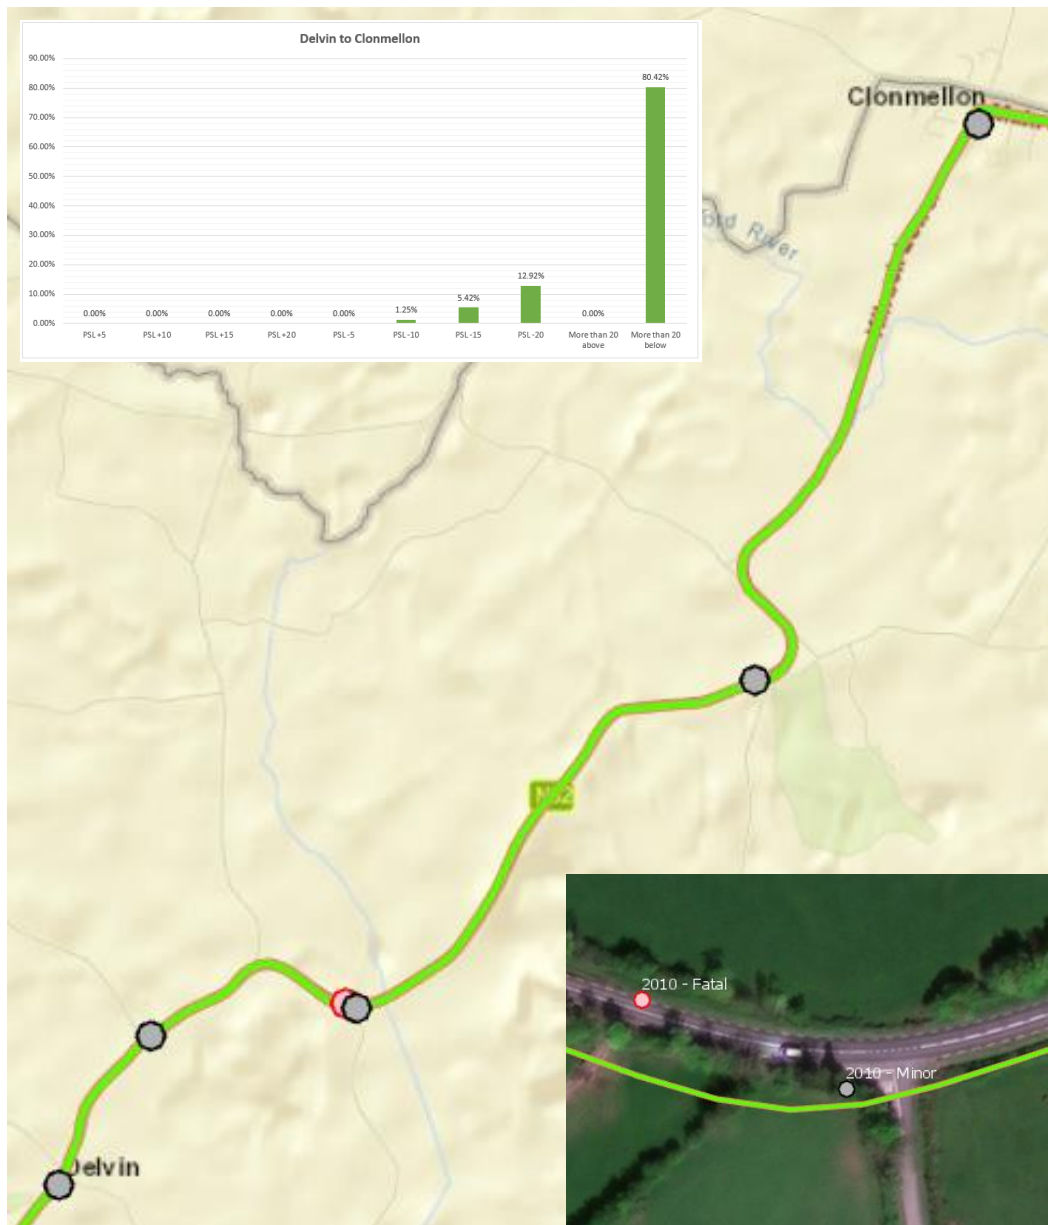 Delvin to Clonmellon
90.00%
80.00%
70.00%
60.00%
50.00%
40.00%
30.00%
20.00%
10.00%
0.00%
0.00%
0.00%
0.00%
0.00%
0.00%
1.25%
5.42%
12.92%
0.00%
80.42%
PSL +5
PSL +10
PSL +15
PSL +20
PSL -5
PSL -10
PSL -15
PSL -20
More than 20
above
More than 20
below
Clonmellon
River
N52
Delvin
2010 - Fatal
2010 - Minor